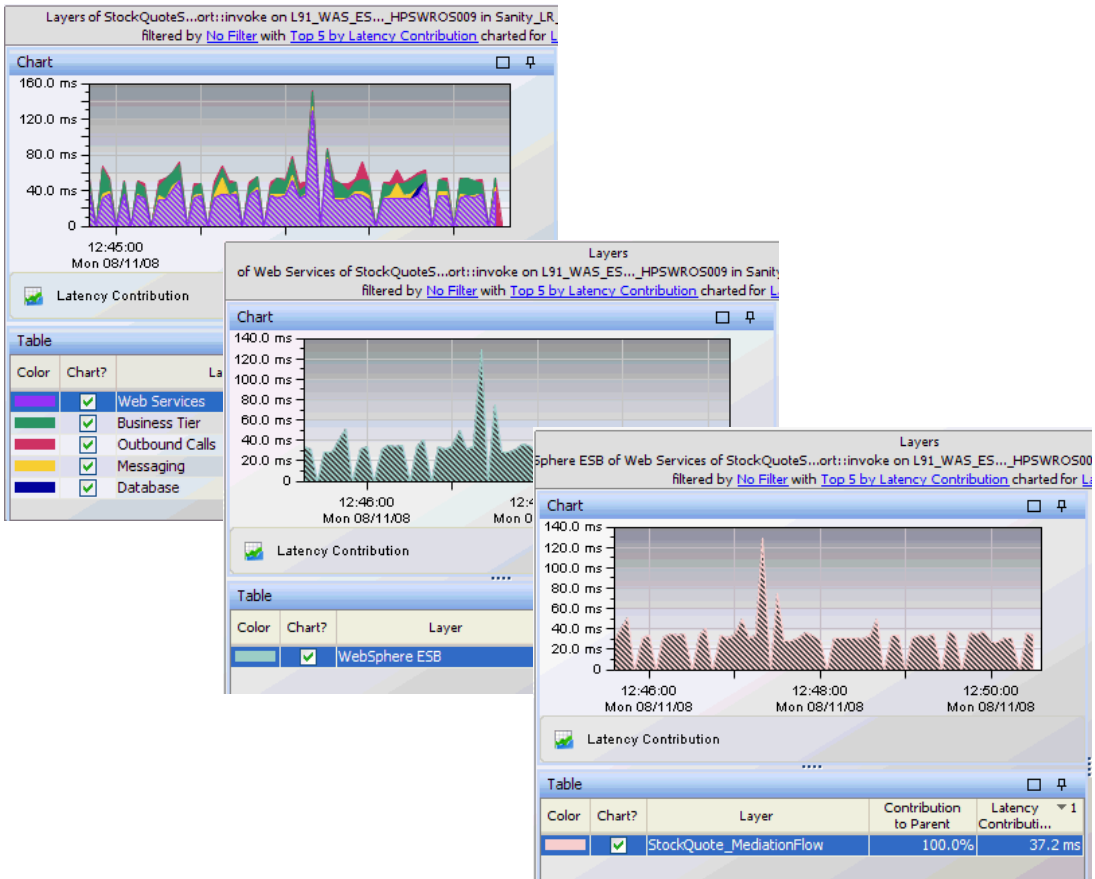 Layers of StockQuoteS...ort::invoke on L91_WAS_ES..._HPSWROS009 in Sanity_LR_
filtered by No Filter with Top 5 by Latency Contribution charted for L
Chart
160.0 ms
120.0 ms
80.0 ms
40.0 ms
0
12:45:00
Mon 08/11/08
Latency Contribution
Table
Color Chart? La
Web Services
Business Tier
Outbound Calls
Messaging
Database
Layers
of Web Services of StockQuoteS...ort::invoke on L91_WAS_ES..._HPSWROS009 in Sanity
filtered by No Filter with Top 5 by Latency Contribution charted for L
Chart
140.0 ms
120.0 ms
100.0 ms
80.0 ms
60.0 ms
40.0 ms
20.0 ms
0
12:46:00 12:4
Mon 08/11/08 Mon 0
Latency Contribution
Table
Color Chart? Layer
WebSphere ESB
Layers
Sphere ESB of Web Services of StockQuoteS...ort::invoke on L91_WAS_ES..._HPSWROS00
filtered by No Filter with Top 5 by Latency Contribution charted for La
Chart
140.0 ms
120.0 ms
100.0 ms
80.0 ms
60.0 ms
40.0 ms
20.0 ms
0
12:46:00 12:48:00 12:50:00
Mon 08/11/08 Mon 08/11/08 Mon 08/11/08
Latency Contribution
Table
Color Chart? Layer Contribution to Parent Latency Contributi... 1
StockQuote_MediationFlow 100.0% 37.2 ms